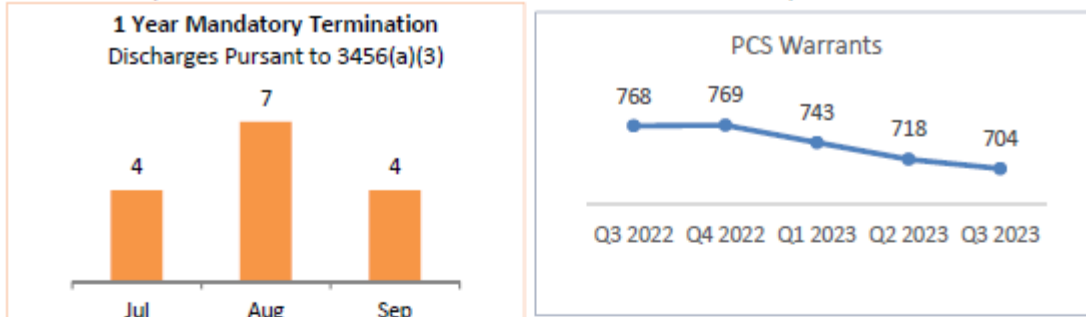 1 Year Mandatory Termination
Discharges Pursuant to 3456(a)(3)
7
4
4
Jul Aug Sep
PCS Warrants
768 769 743 718 704
Q3 2022 Q4 2022 Q1 2023 Q2 2023 Q3 2023